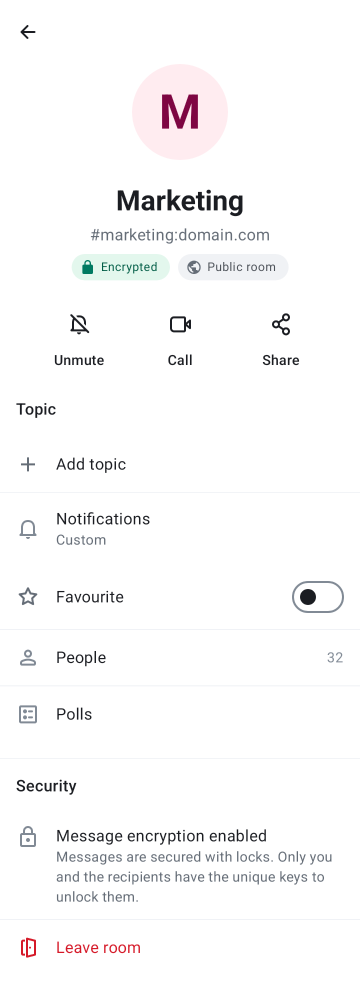 M
Marketing
#marketing:domain.com
Encrypted
Public room
Unmute
Call
Share
Topic
Add topic
Notifications
Custom
Favourite
People
32
Polls
Security
Message encryption enabled
Messages are secured with locks. Only you
and the recipients have the unique keys to
unlock them.
Leave room